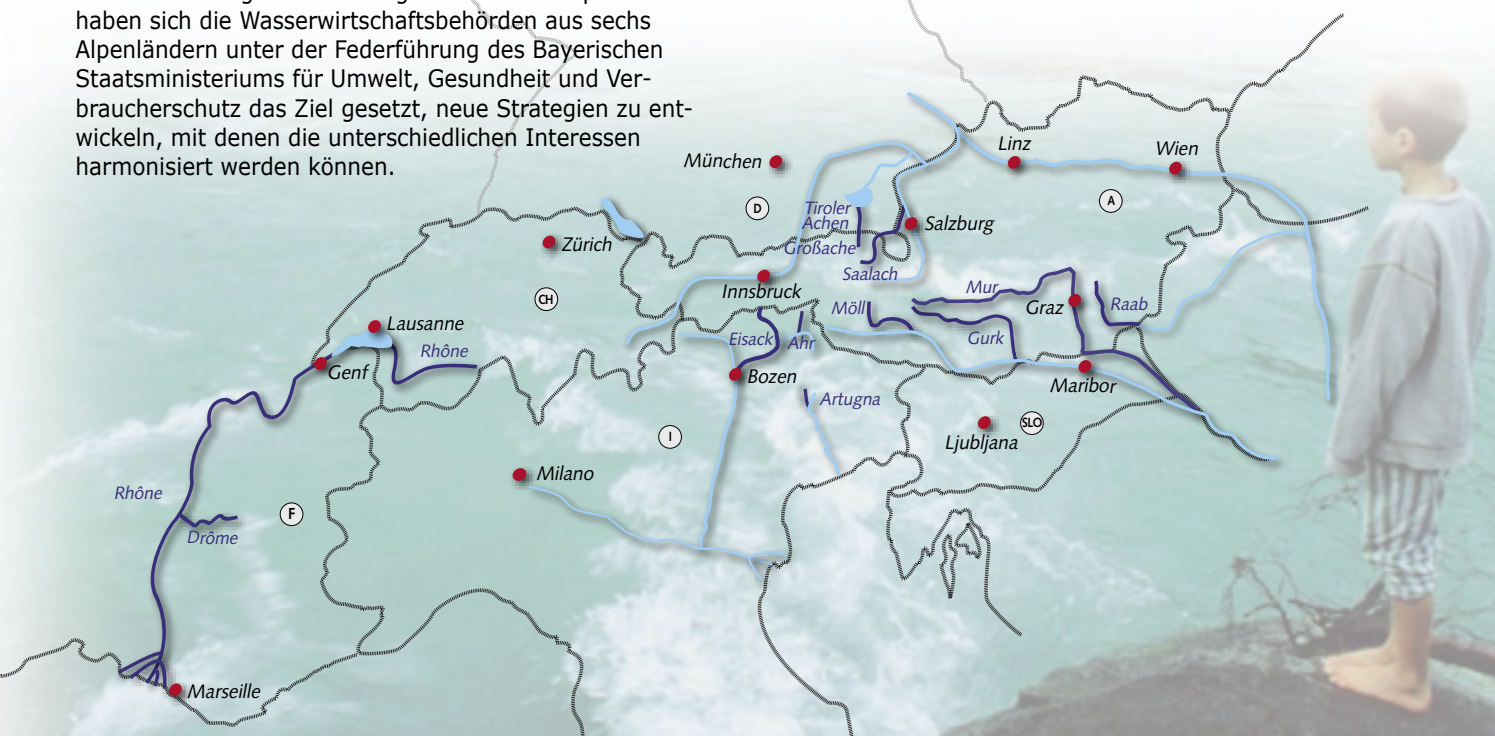 haben sich die Wasserwirtschaftsbehörden aus sechs
Alpenländern unter der Federführung des Bayerischen
Staatsministeriums für Umwelt, Gesundheit und Ver-
braucherschutz das Ziel gesetzt, neue Strategien zu ent-
wickeln, mit denen die unterschiedlichen Interessen
harmonisiert werden können.
München
Linz
Wien
D
A
Tiroler
Achen
Salzburg
Zürich
Großache
Saalach
Innsbruck
CH
Mur
Möll
Graz
Raab
Lausanne
Rhône
Eisack
Ahr
Gurk
Genf
Bozen
Maribor
Artugna
I
Ljubljana
SLO
Milano
Rhône
F
Drôme
Marseille